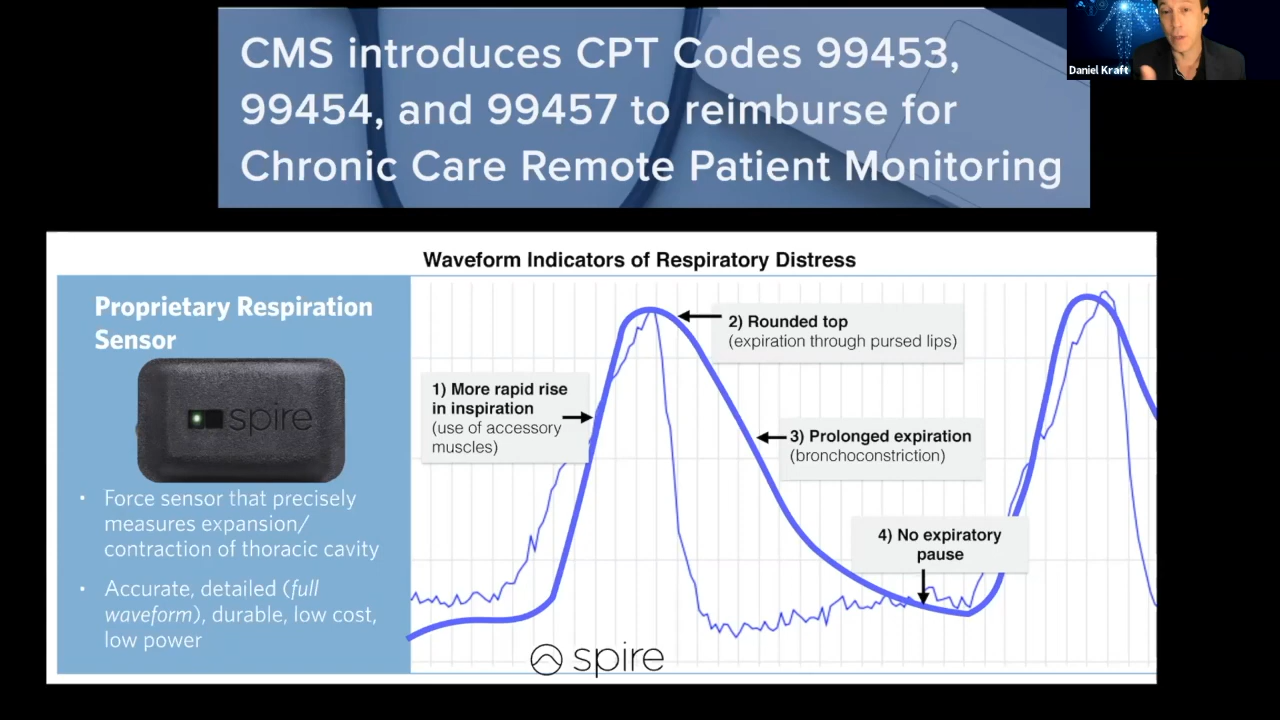 CMS introduces CPT Codes 99453,
99454, and 99457 to reimburse for
Chronic Care Remote Patient Monitoring
Daniel Kraft
Waveform Indicators of Respiratory Distress
Proprietary Respiration
Sensor
spire
• Force sensor that precisely
measures expansion/
contraction of thoracic cavity
• Accurate, detailed (full
waveform), durable, low cost,
low power
1) More rapid rise
in inspiration
(use of accessory
muscles)
2) Rounded top
(expiration through pursed lips)
3) Prolonged expiration
(bronchoconstriction)
4) No expiratory
pause
spire